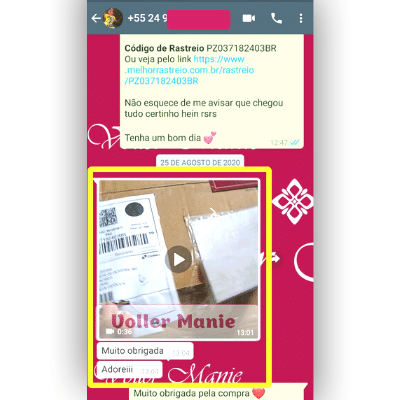 +55 24 9
Código de Rastreio PZ037182403BR
Ou veja pelo link https://www
.melhorrastreio.com.br/rastreio
/PZ037182403BR
Não esquece de me avisar que chegou
tudo certinho hein rsrs
Tenha um bom dia 💕
12:47
25 DE AGOSTO DE 2020
Voller Manie
0:36
13:01
Muito obrigada
13:04
Adoreiii
13:04
Voller Manie
Muito obrigada pela compra ❤️